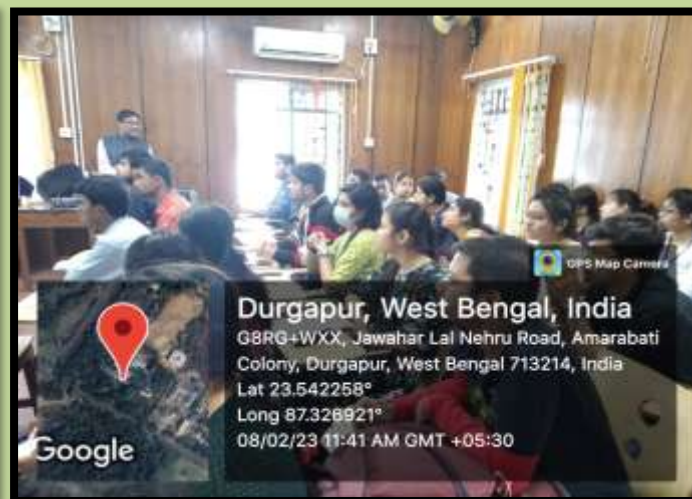 GPS Map Camera
Durgapur, West Bengal, India
G8RG+WXX, Jawahar Lal Nehru Road, Amarabati
Colony, Durgapur, West Bengal 713214, India
Lat 23.542258°
Long 87.326921°
08/02/23 11:41 AM GMT +05:30
Google